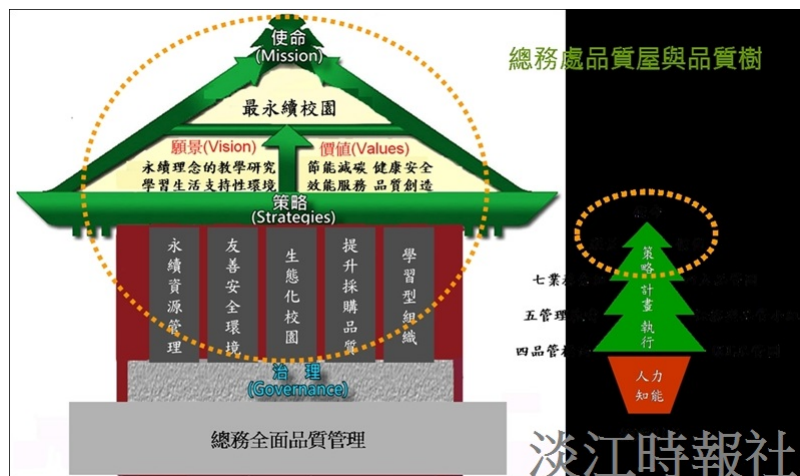 總務處品質屋與品質樹
使命
(Mission)
最永續校園
願景(Vision)
永續理念的教學研究
學習生活支持性環境
價值(Values)
節能減碳 健康安全
效能服務 品質創造
策略
(Strategies)
永續資源管理
友善安全環境
生態化校園
提升採購品質
學習型組織
治 理
(Governance)
總務全面品質管理
策略
計畫
執行
七業
五管理
四品管
人力
知能
淡江時報社